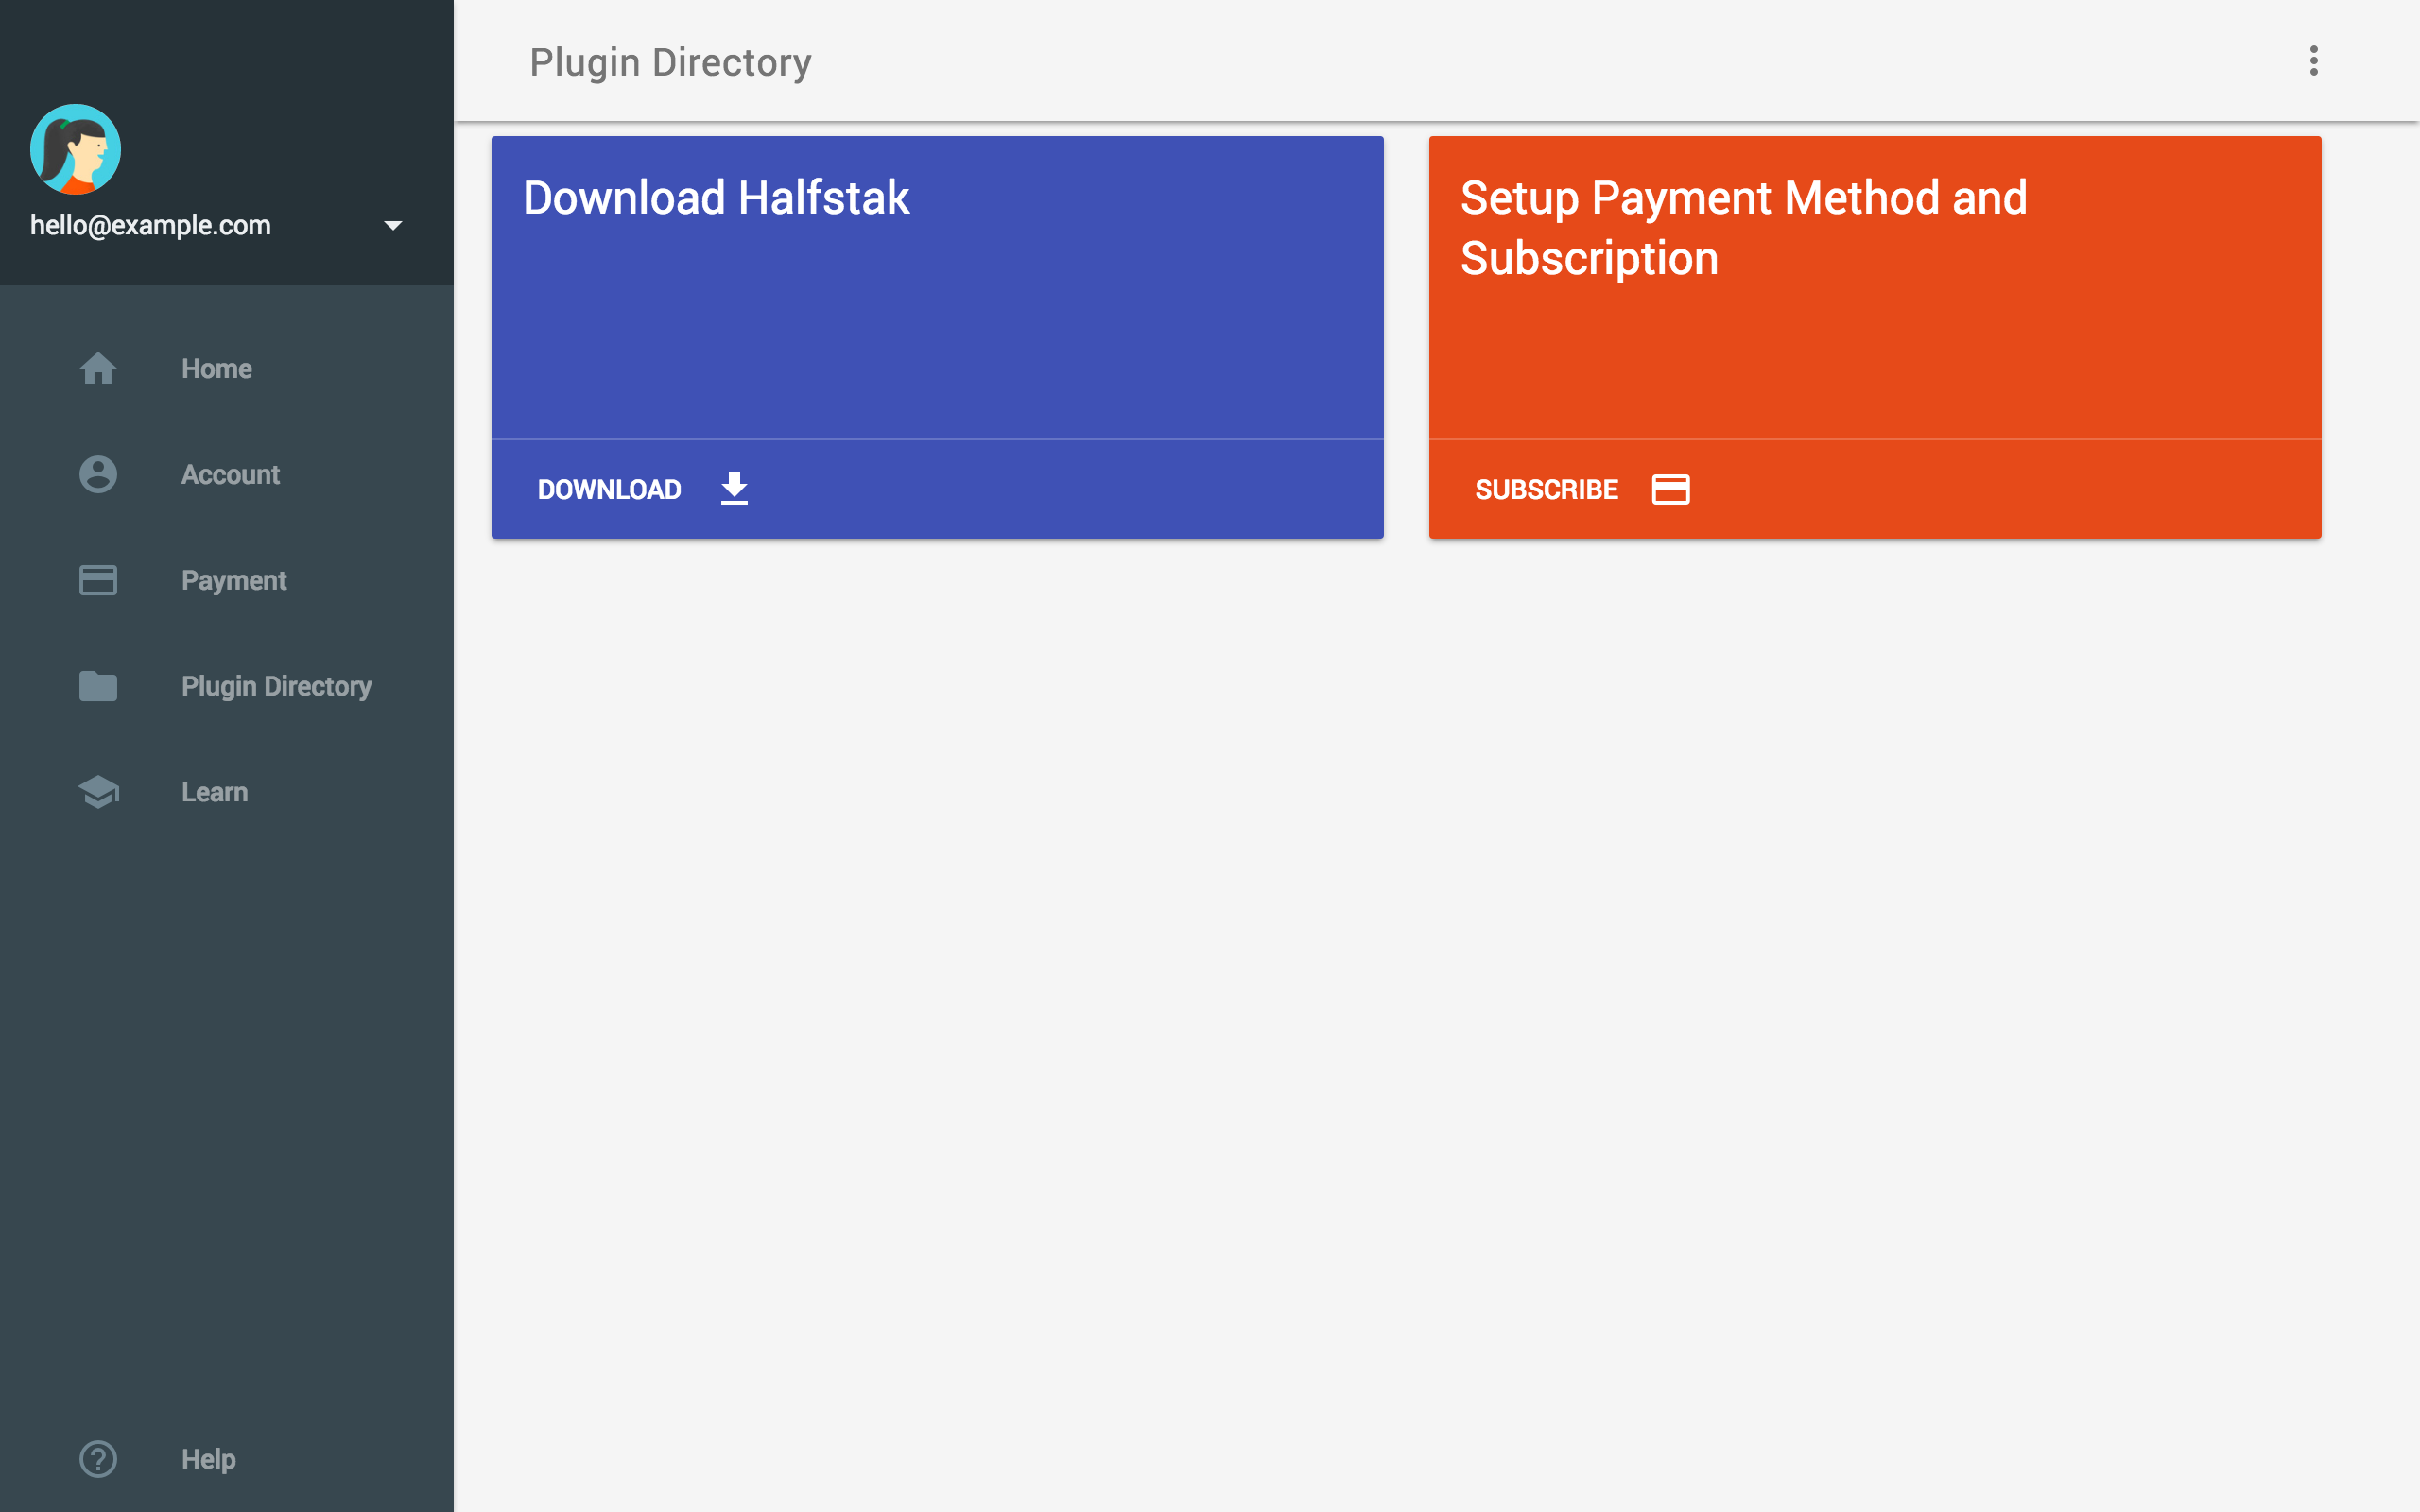 Plugin Directory
hello@example.com
Home
Account
Payment
Plugin Directory
Learn
Help
Download Halfstak
DOWNLOAD
Setup Payment Method and
Subscription
SUBSCRIBE